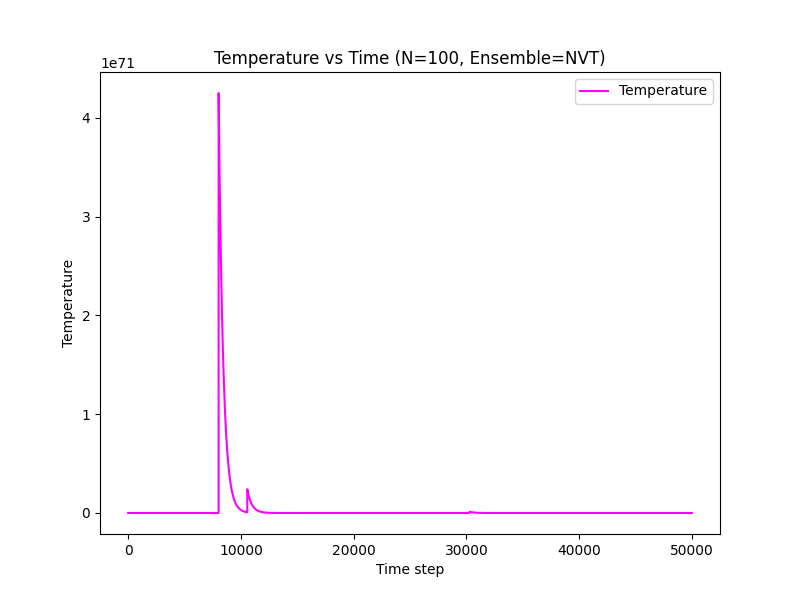 Temperature vs Time (N=100, Ensemble=NVT)
1e71
Temperature
4
3
2
1
0
Temperature
0 10000 20000 30000 40000 50000
Time step